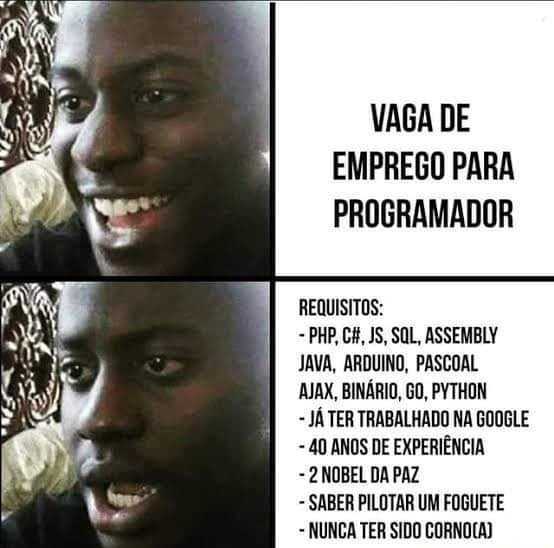 VAGA DE
EMPREGO PARA
PROGRAMADOR
REQUISITOS:
- PHP, C#, JS, SQL, ASSEMBLY
JAVA, ARDUINO, PASCOAL
AJAX, BINÁRIO, GO, PYTHON
- JÁ TER TRABALHADO NA GOOGLE
- 40 ANOS DE EXPERIÊNCIA
- 2 NOBEL DA PAZ
- SABER PILOTAR UM FOGUETE
- NUNCA TER SIDO CORNO(A)